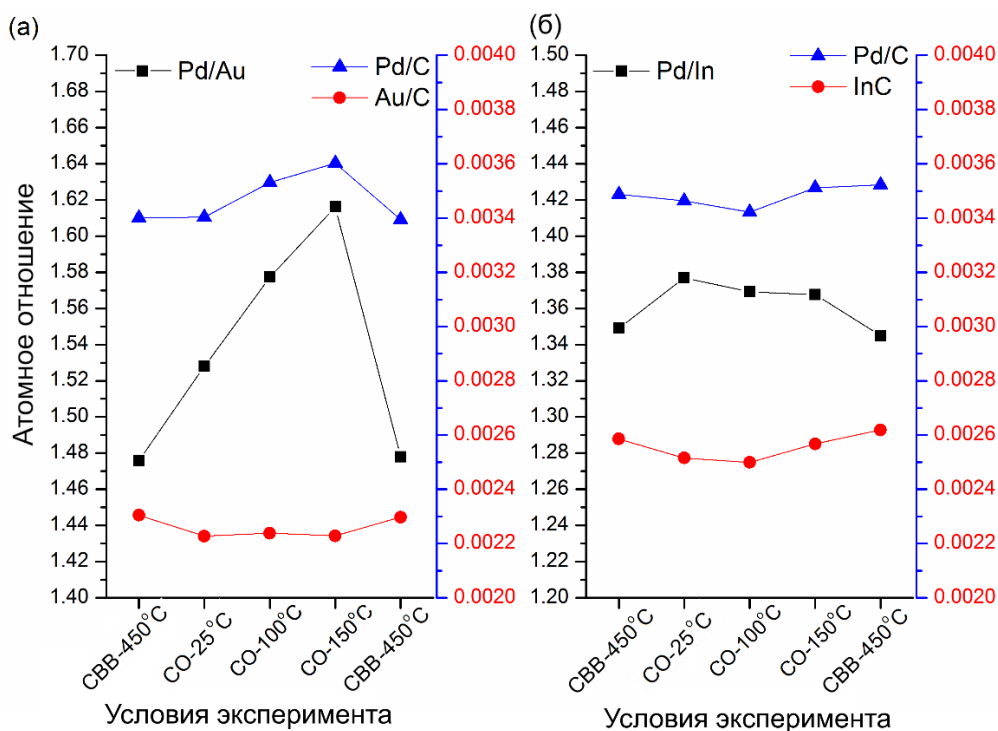 (а)
Pd/Au
Pd/C
Au/C
1.70
1.68
1.66
1.64
1.62
1.60
1.58
1.56
1.54
1.52
1.50
1.48
1.46
1.44
1.42
1.40
Атомное отношение
0.0040
0.0038
0.0036
0.0034
0.0032
0.0030
0.0028
0.0026
0.0024
0.0022
0.0020
СВВ-450°C
CO-25°C
CO-100°C
CO-150°C
СВВ-450°C
Условия эксперимента
(б)
Pd/In
Pd/C
InC
1.50
1.48
1.46
1.44
1.42
1.40
1.38
1.36
1.34
1.32
1.30
1.28
1.26
1.24
1.22
1.20
0.0040
0.0038
0.0036
0.0034
0.0032
0.0030
0.0028
0.0026
0.0024
0.0022
0.0020
СВВ-450°C
CO-25°C
CO-100°C
CO-150°C
СВВ-450°C
Условия эксперимента